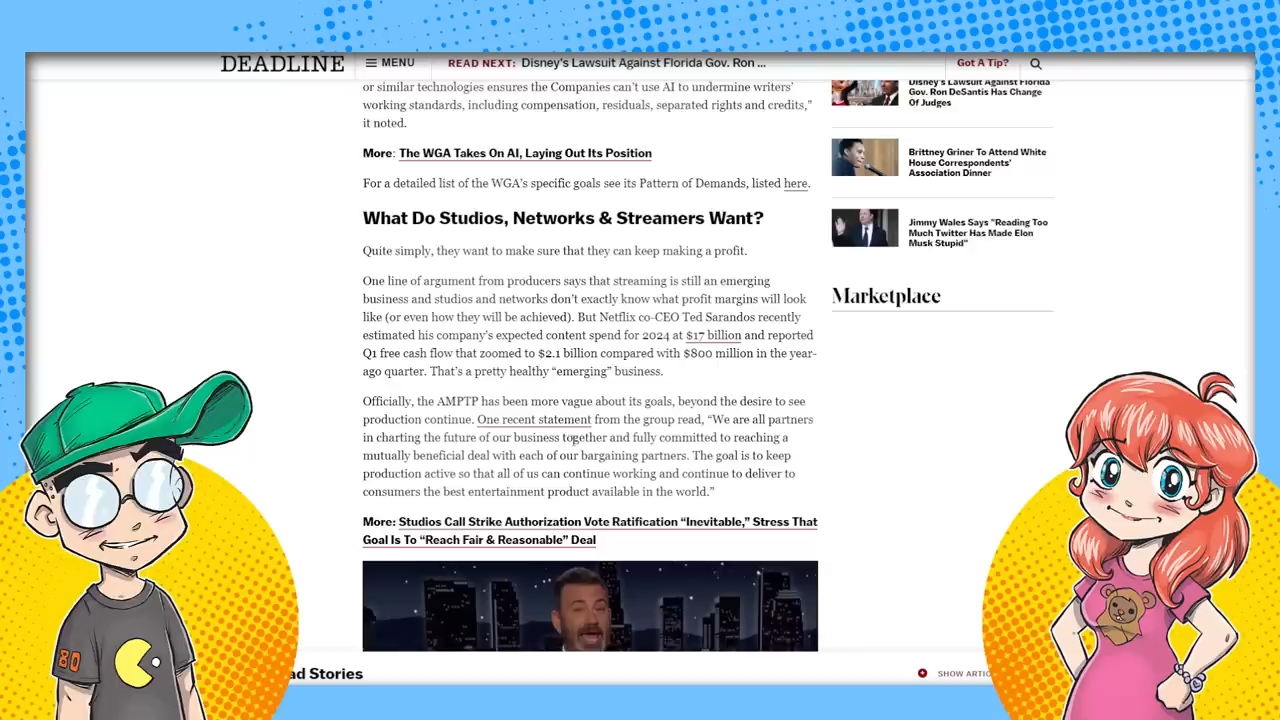 DEADLINE
MENU
READ NEXT: Disney's Lawsuit Against Florida Gov. Ron ...
Got A Tip?
or similar technologies ensures the Companies can't use AI to undermine writers'
working standards, including compensation, residuals, separated rights and credits,"
it noted.
More: The WGA Takes On AI, Laying Out Its Position
For a detailed list of the WGA's specific goals see its Pattern of Demands, listed here.
What Do Studios, Networks & Streamers Want?
Quite simply, they want to make sure that they can keep making a profit.
One line of argument from producers says that streaming is still an emerging
business and studios and networks don't exactly know what profit margins will look
like (or even how they will be achieved). But Netflix co-CEO Ted Sarandos recently
estimated his company's expected content spend for 2024 at $17 billion and reported
Q1 free cash flow that zoomed to $2.1 billion compared with $800 million in the year-
ago quarter. That's a pretty healthy “emerging” business.
Officially, the AMPTP has been more vague about its goals, beyond the desire to see
production continue. One recent statement from the group read, “We are all partners
in charting the future of our business together and fully committed to reaching a
mutually beneficial deal with each of our bargaining partners. The goal is to keep
production active so that all of us can continue working and continue to deliver to
consumers the best entertainment product available in the world.”
More: Studios Call Strike Authorization Vote Ratification “Inevitable,” Stress That
Goal Is To “Reach Fair & Reasonable” Deal
Disney's Lawsuit Against Florida
Gov. Ron DeSantis Has Change
Of Judges
Brittney Griner To Attend White
House Correspondents'
Association Dinner
Jimmy Wales Says "Reading Too
Much Twitter Has Made Elon
Musk Stupid"
Marketplace
ad Stories
SHOW ARTIC
80